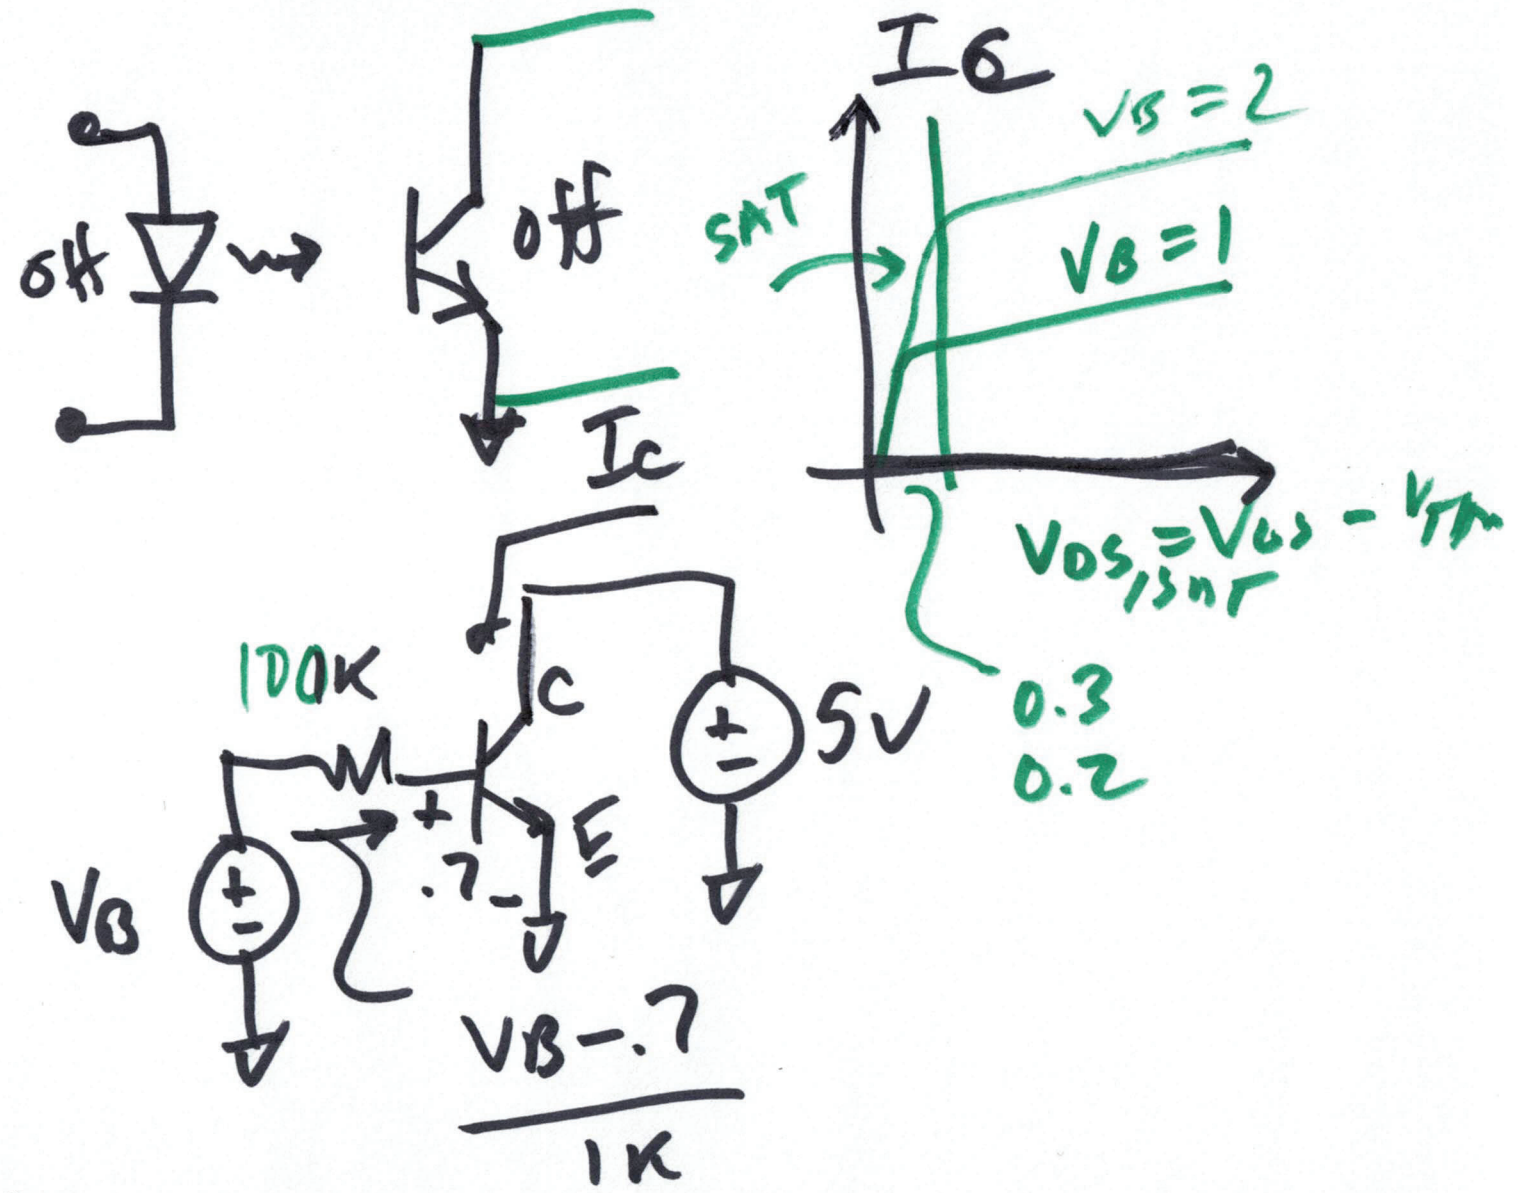 off
off
IC
VB = 2
SAT
VB = 1
VDS,SAT = VGS - VTN
0.3
0.2
IC
100K
C
+
-
5V
+
.7
-
E
VB
+
-
VB - .7
1K